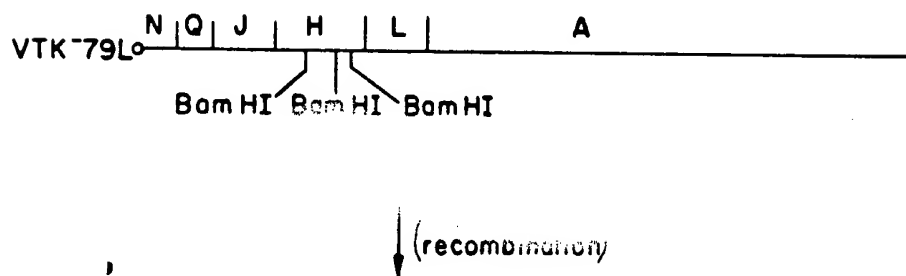 N Q J H L A
VTK⁻79L
Bam HI Bam HI Bam HI
(recombination)